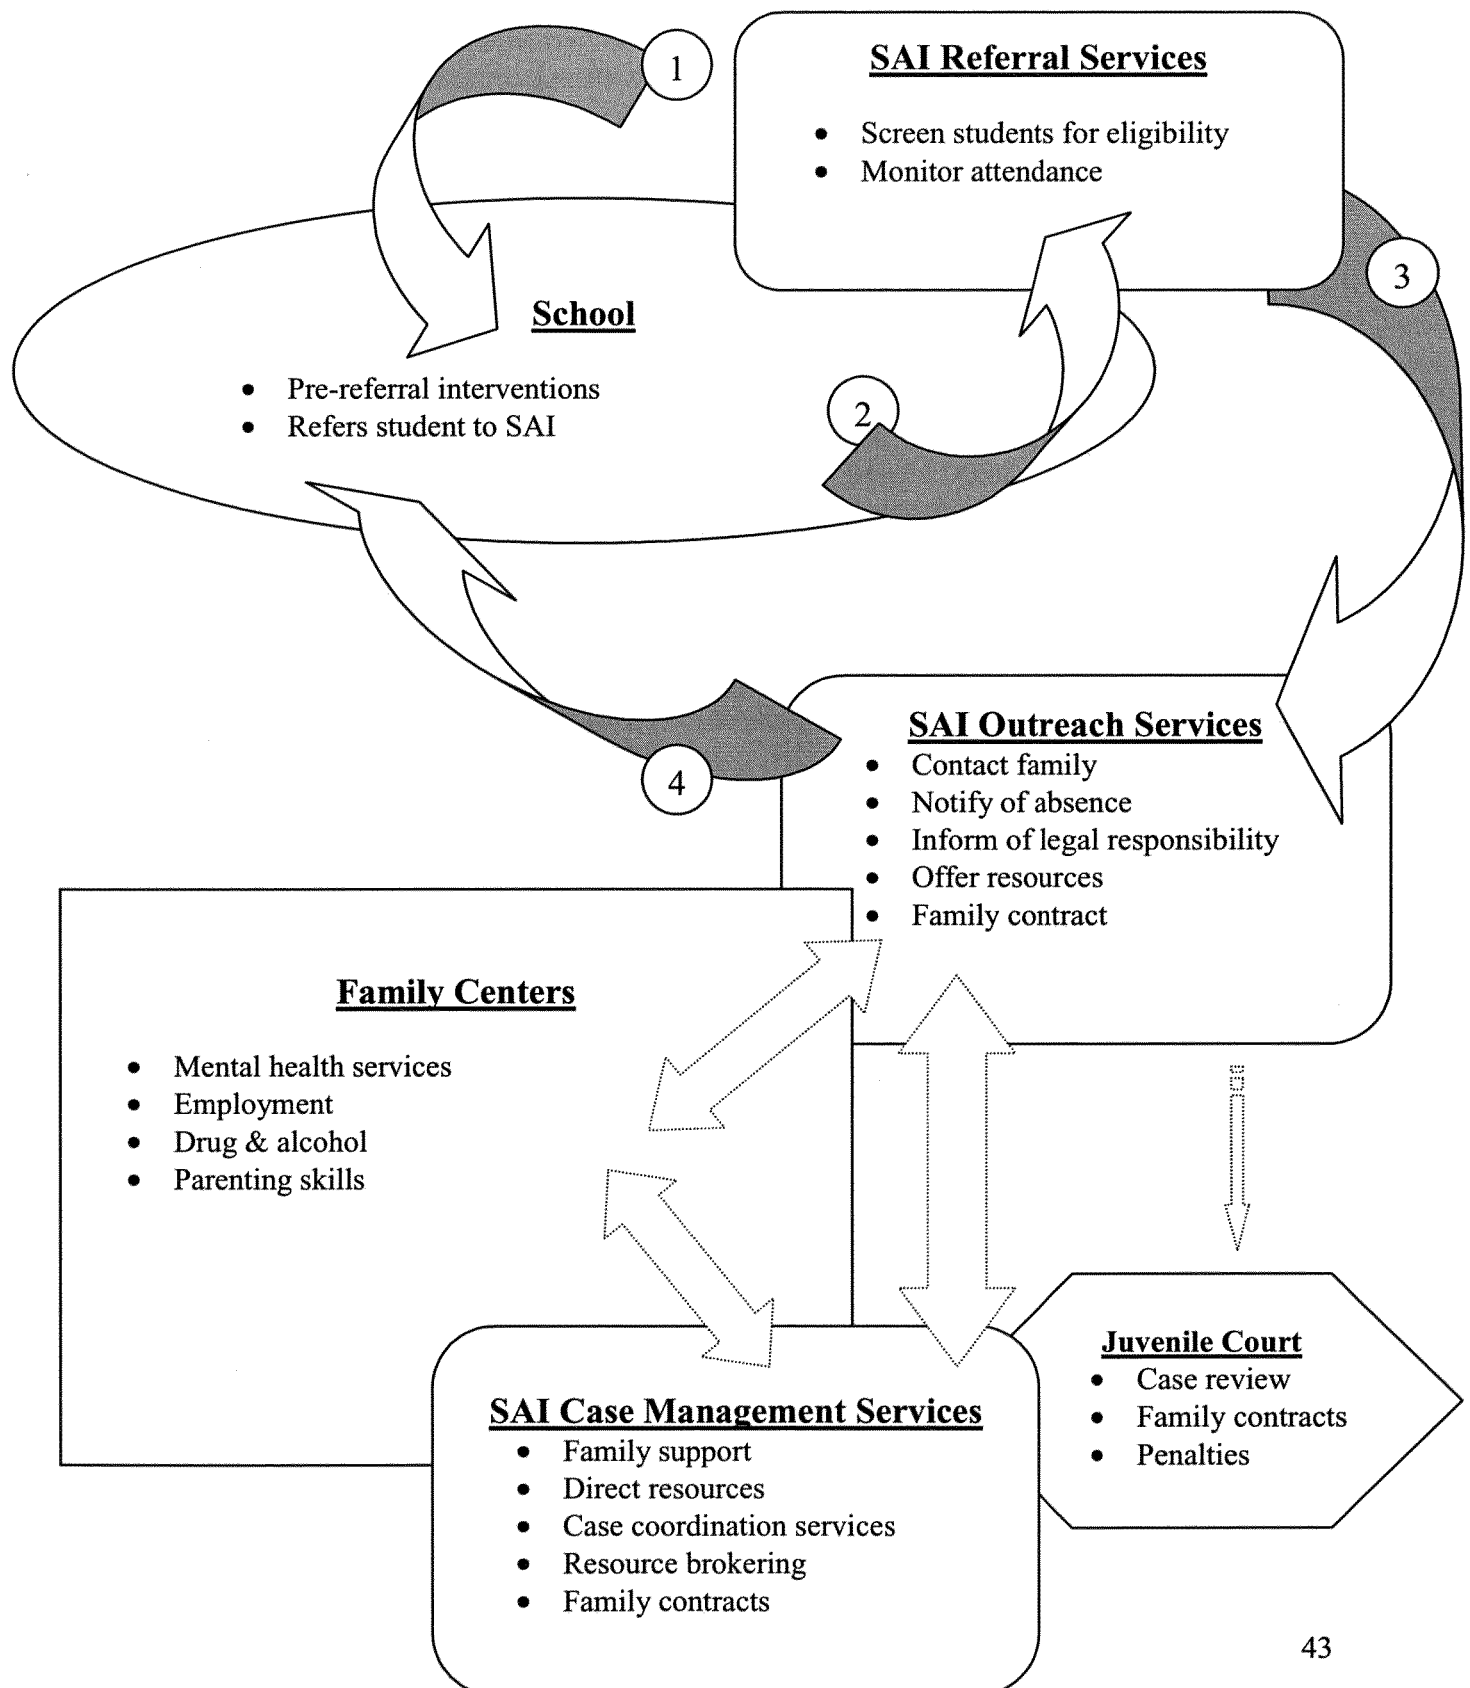 1
SAI Referral Services
• Screen students for eligibility
• Monitor attendance
3
School
• Pre-referral interventions
• Refers student to SAI
2
SAI Outreach Services
• Contact family
• Notify of absence
• Inform of legal responsibility
• Offer resources
• Family contract
4
Family Centers
• Mental health services
• Employment
• Drug & alcohol
• Parenting skills
Juvenile Court
• Case review
• Family contracts
• Penalties
SAI Case Management Services
• Family support
• Direct resources
• Case coordination services
• Resource brokering
• Family contracts
43